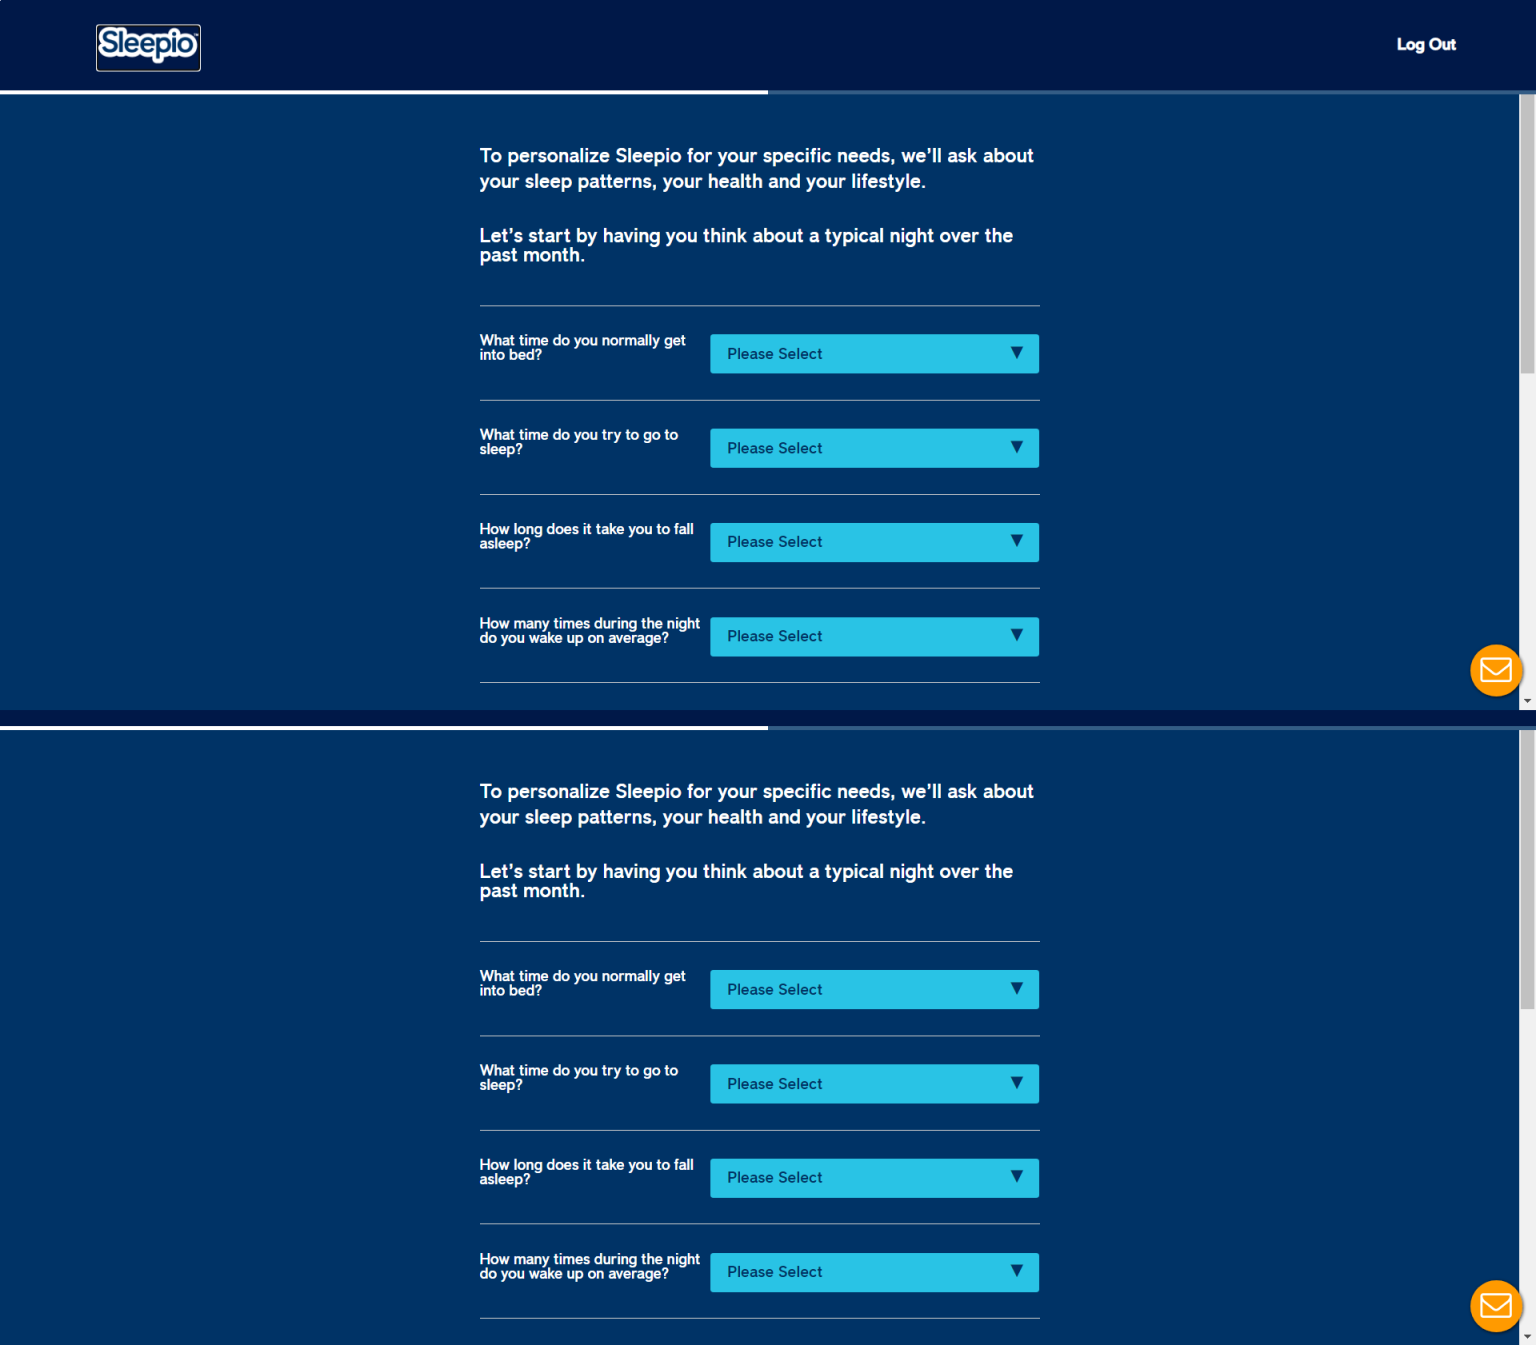 Sleepio™
Log Out
To personalize Sleepio for your specific needs, we’ll ask about
your sleep patterns, your health and your lifestyle.
Let’s start by having you think about a typical night over the
past month.
What time do you normally get
into bed?
Please Select
What time do you try to go to
sleep?
Please Select
How long does it take you to fall
asleep?
Please Select
How many times during the night
do you wake up on average?
Please Select
To personalize Sleepio for your specific needs, we’ll ask about
your sleep patterns, your health and your lifestyle.
Let’s start by having you think about a typical night over the
past month.
What time do you normally get
into bed?
Please Select
What time do you try to go to
sleep?
Please Select
How long does it take you to fall
asleep?
Please Select
How many times during the night
do you wake up on average?
Please Select